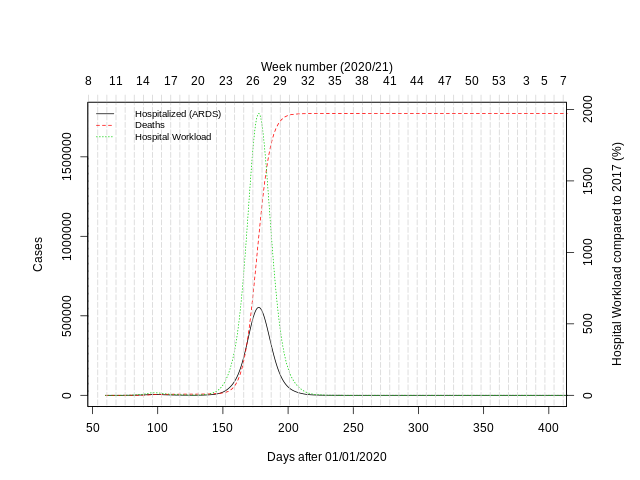 Week number (2020/21)
8 11 14 17 20 23 26 29 32 35 38 41 44 47 50 53 3 5 7
Hospitalized (ARDS)
Deaths
Hospital Workload
Cases
0 500000 1000000 1500000
Hospital Workload compared to 2017 (%)
0 500 1000 1500 2000
50 100 150 200 250 300 350 400
Days after 01/01/2020